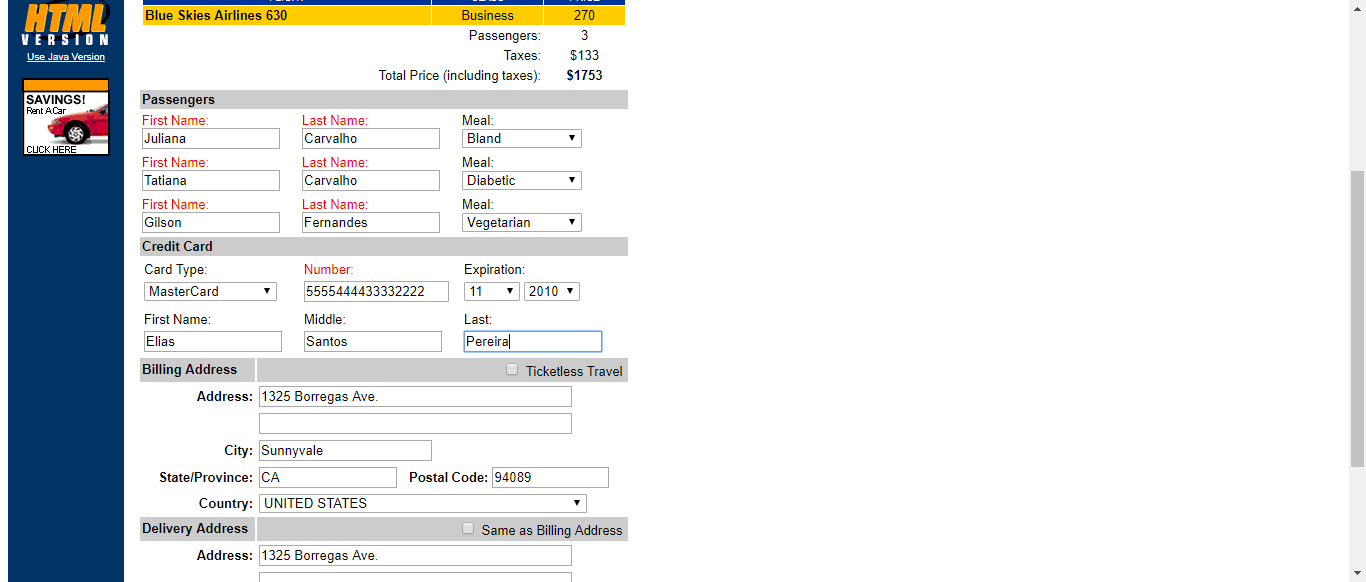 HTML
VERSION
Use Java Version
SAVINGS!
Rent A Car
CLICK HERE
Blue Skies Airlines 630 Business 270
Passengers: 3
Taxes: $133
Total Price (including taxes): $1753
Passengers
First Name: Last Name: Meal:
Juliana Carvalho Bland
First Name: Last Name: Meal:
Tatiana Carvalho Diabetic
First Name: Last Name: Meal:
Gilson Fernandes Vegetarian
Credit Card
Card Type: Number: Expiration:
MasterCard 5555444433332222 11 2010
First Name: Middle: Last:
Elias Santos Pereira
Billing Address Ticketless Travel
Address: 1325 Borregas Ave.
City: Sunnyvale
State/Province: CA Postal Code: 94089
Country: UNITED STATES
Delivery Address Same as Billing Address
Address: 1325 Borregas Ave.